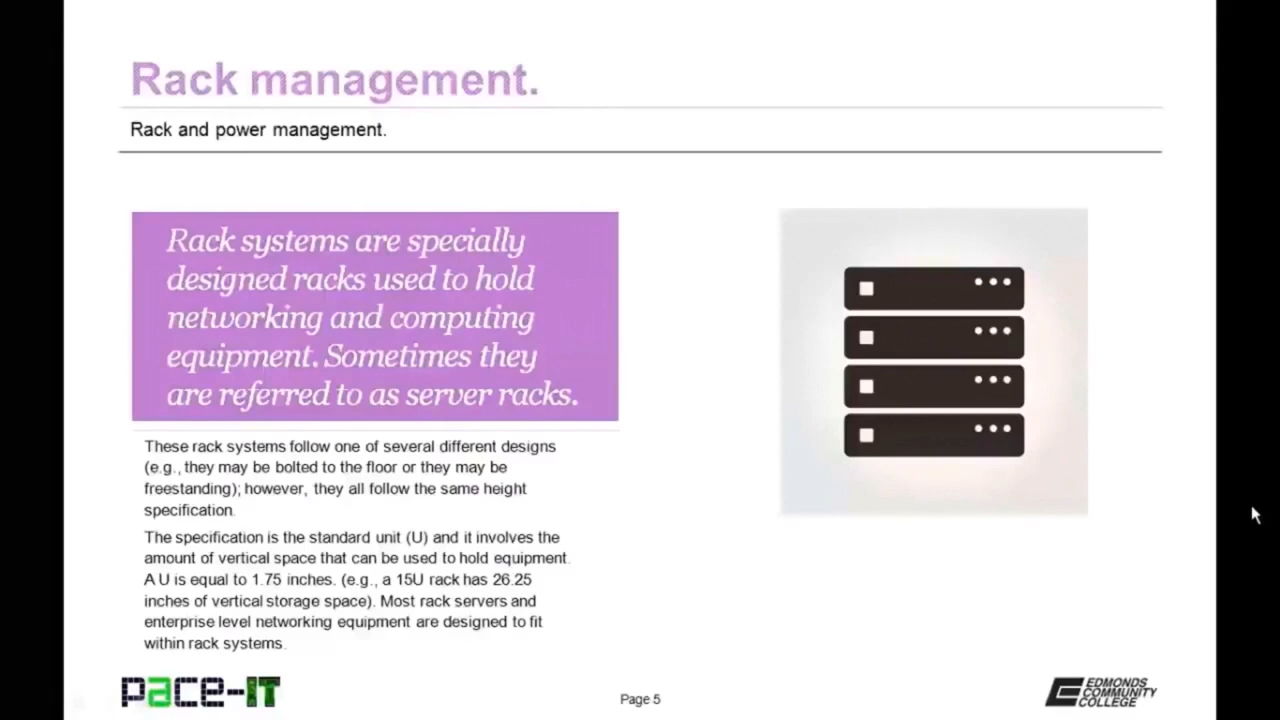 Rack management.
Rack and power management.
Rack systems are specially
designed racks used to hold
networking and computing
equipment. Sometimes they
are referred to as server racks.
These rack systems follow one of several different designs
(e.g., they may be bolted to the floor or they may be
freestanding); however, they all follow the same height
specification.
The specification is the standard unit (U) and it involves the
amount of vertical space that can be used to hold equipment.
A U is equal to 1.75 inches. (e.g., a 15U rack has 26.25
inches of vertical storage space). Most rack servers and
enterprise level networking equipment are designed to fit
within rack systems.
pace-IT
Page 5
EDMONDS
COMMUNITY
COLLEGE